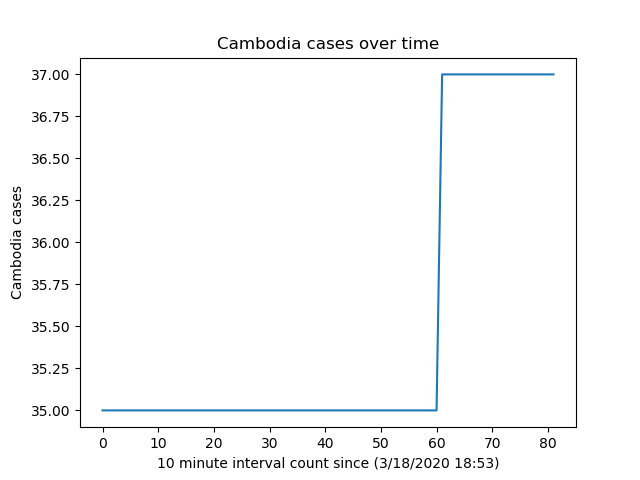 Cambodia cases over time
Cambodia cases
37.00
36.75
36.50
36.25
36.00
35.75
35.50
35.25
35.00
0 10 20 30 40 50 60 70 80
10 minute interval count since (3/18/2020 18:53)